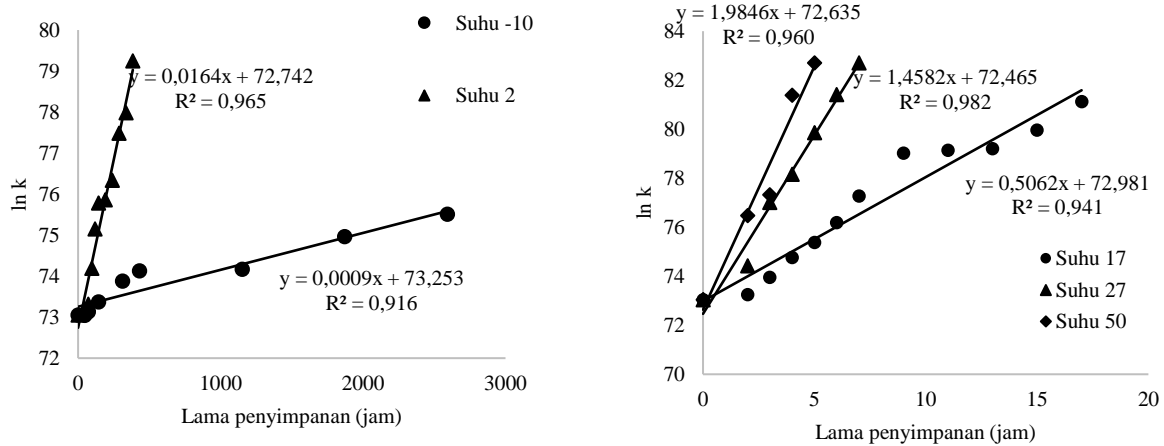 80
79
78
77
76
75
74
73
72
ln k
0
1000
2000
3000
Lama penyimpanan (jam)
Suhu -10
Suhu 2
y = 0,0164x + 72,742
R² = 0,965
y = 0,0009x + 73,253
R² = 0,916
y = 1,9846x + 72,635
R² = 0,960
84
82
80
78
76
74
72
70
ln k
0
5
10
15
20
Lama penyimpanan (jam)
y = 1,4582x + 72,465
R² = 0,982
y = 0,5062x + 72,981
R² = 0,941
Suhu 17
Suhu 27
Suhu 50